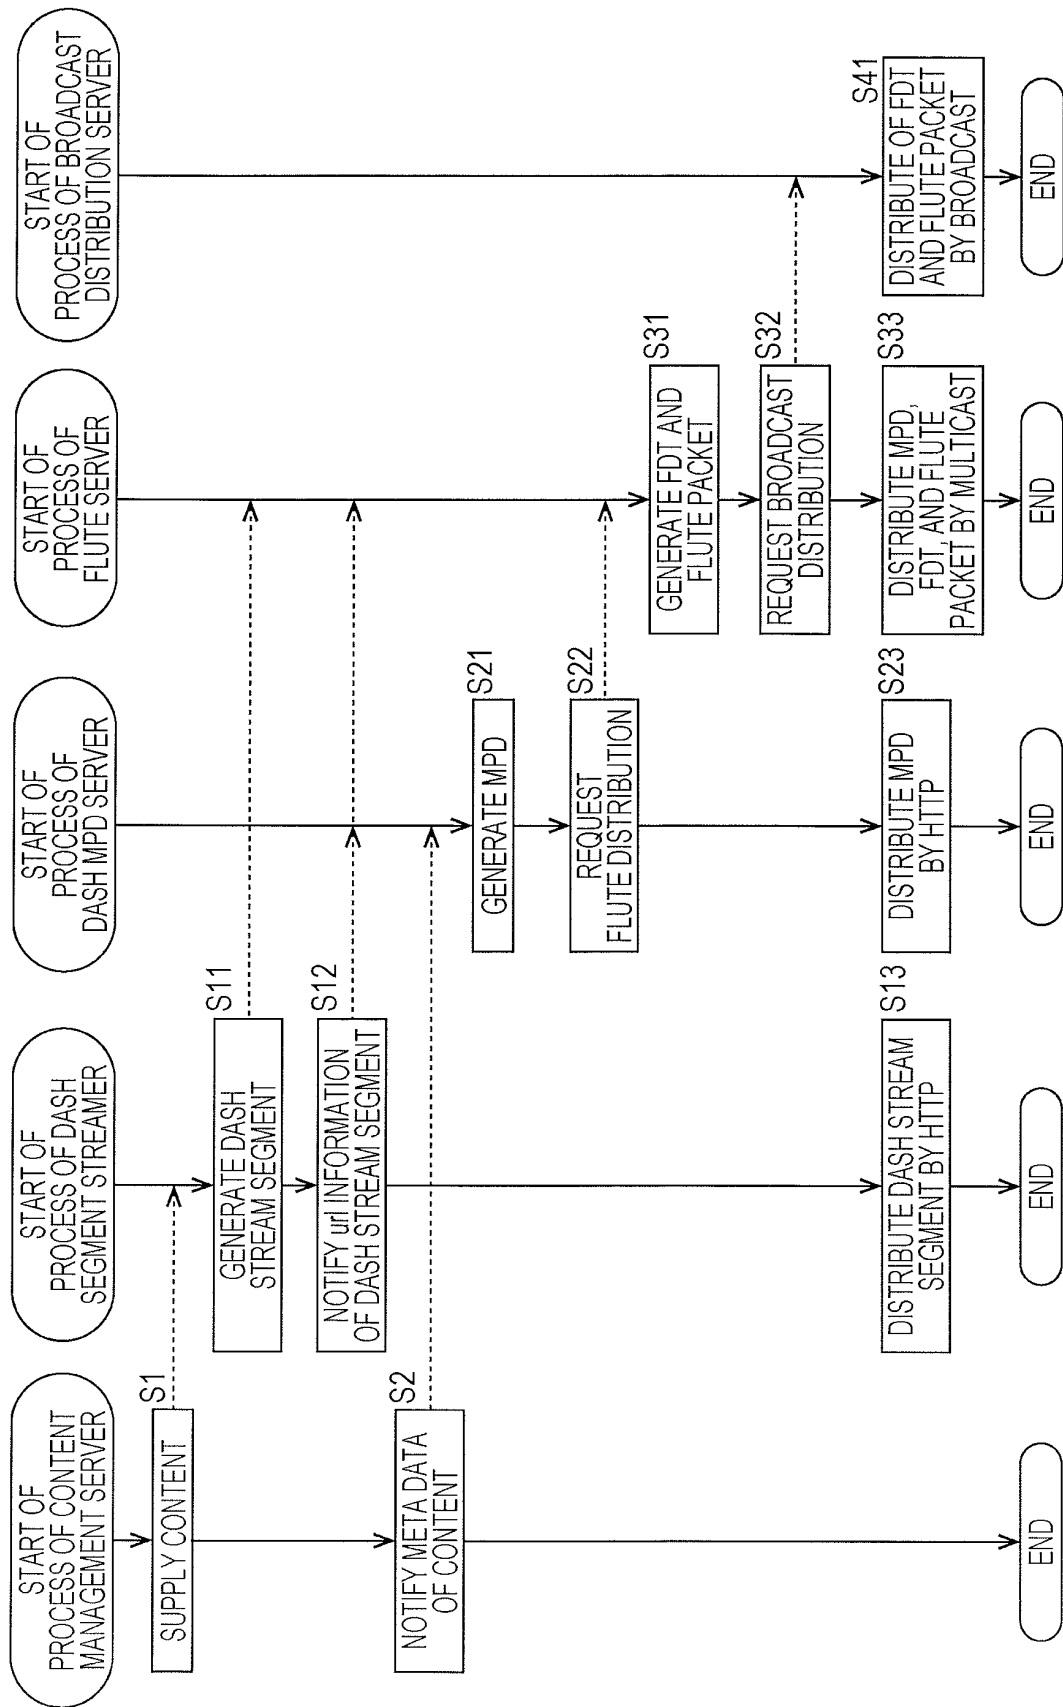 START OF
PROCESS OF CONTENT
MANAGEMENT SERVER
S1
SUPPLY CONTENT
S2
NOTIFY META DATA
OF CONTENT
END
START OF
PROCESS OF DASH
SEGMENT STREAMER
S11
GENERATE DASH
STREAM SEGMENT
S12
NOTIFY url INFORMATION
OF DASH STREAM SEGMENT
S13
DISTRIBUTE DASH STREAM
SEGMENT BY HTTP
END
START OF
PROCESS OF
DASH MPD SERVER
S21
GENERATE MPD
S22
REQUEST
FLUTE DISTRIBUTION
S23
DISTRIBUTE MPD
BY HTTP
END
START OF
PROCESS OF
FLUTE SERVER
S31
GENERATE FDT AND
FLUTE PACKET
S32
REQUEST BROADCAST
DISTRIBUTION
S33
DISTRIBUTE MPD,
FDT, AND FLUTE
PACKET BY MULTICAST
END
START OF
PROCESS OF BROADCAST
DISTRIBUTION SERVER
S41
DISTRIBUTE OF FDT
AND FLUTE PACKET
BY BROADCAST
END